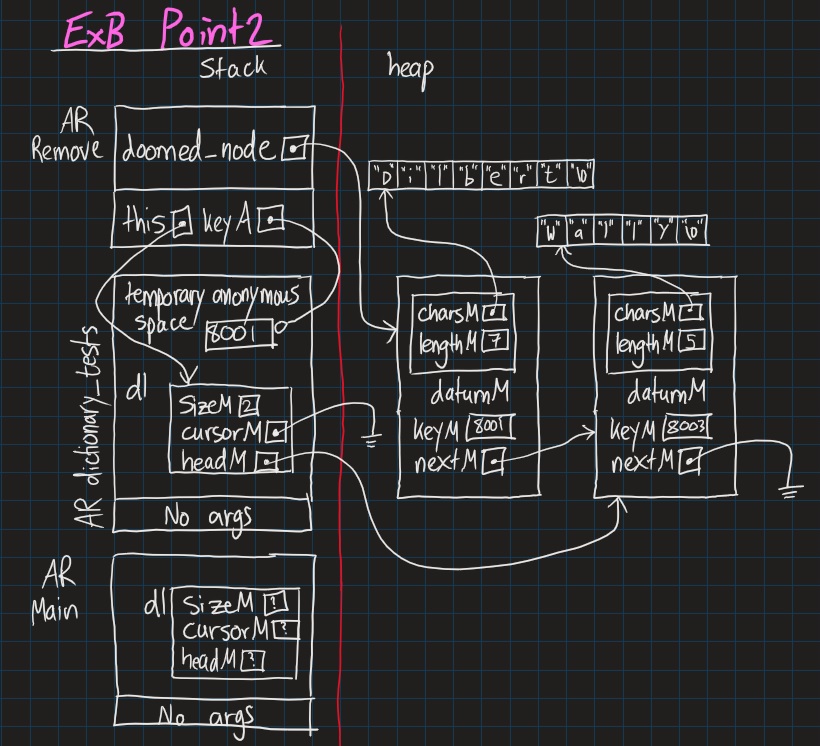 ExB Point2
Stack
heap
AR
Remove
doomed_node
this keyA
"D" "i" "l" "b" "e" "r" "t" "\0"
"W" "a" "l" "l" "y" "\0"
AR dictionary_tests
temporary anonymous
space
8001
dl
SizeM 2
cursorM
headM
No args
charsM
lengthM 7
datumM
keyM 8001
nextM
charsM
lengthM 5
datumM
keyM 8003
nextM
AR
Main
dl
SizeM ?
cursorM ?
headM ?
No args